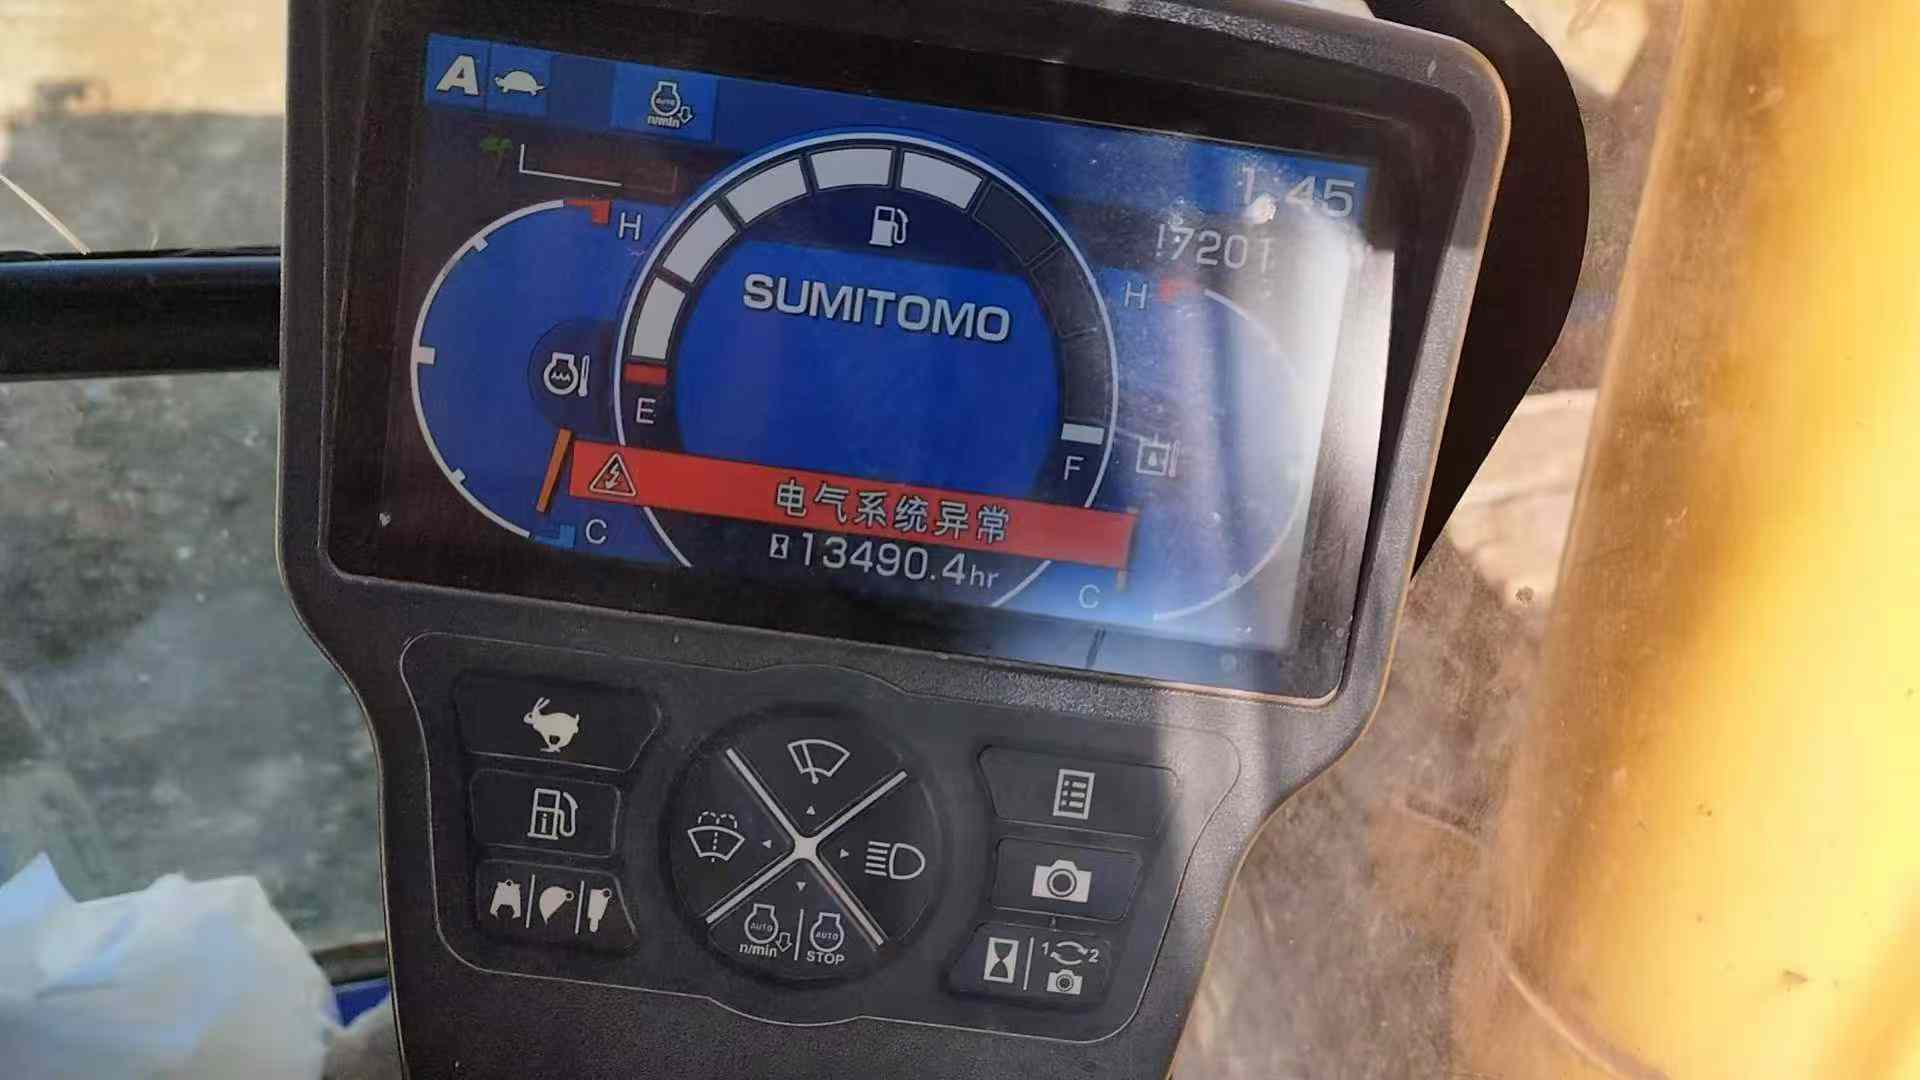 A
AUTO
n/min
1:45
!7201
H
H
SUMITOMO
E
F
电气系统异常
13490.4hr
C
C
AUTO
n/min
AUTO
STOP
1 2